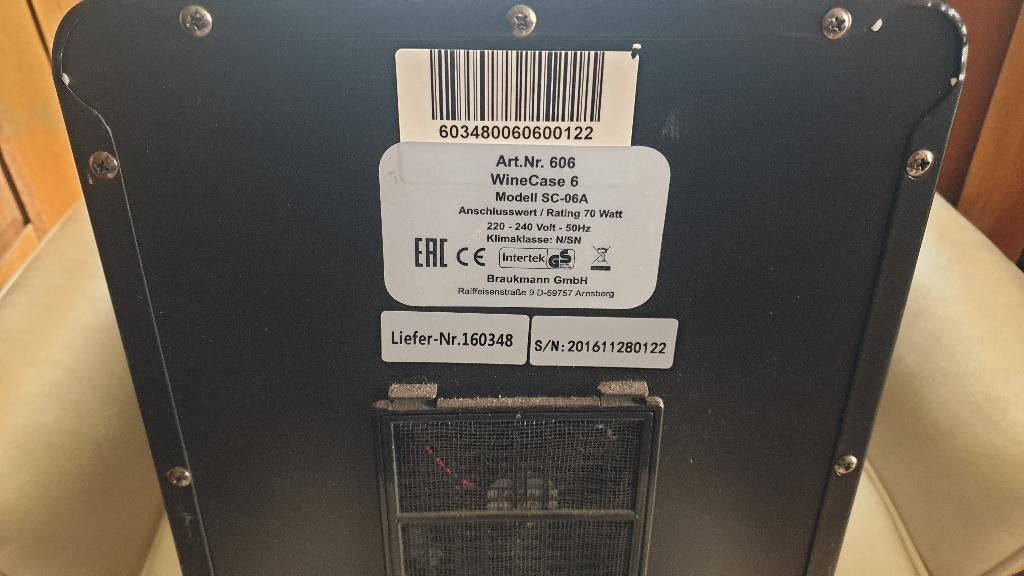 603480060600122
Art.Nr. 606
WineCase 6
Modell SC-06A
Anschlusswert / Rating 70 Watt
220 - 240 Volt - 50Hz
Klimaklasse: N/SN
EAC CE Intertek GS
Braukmann GmbH
Raiffeisenstraße 9 D-59757 Arnsberg
Liefer-Nr.160348
S/N:201611280122